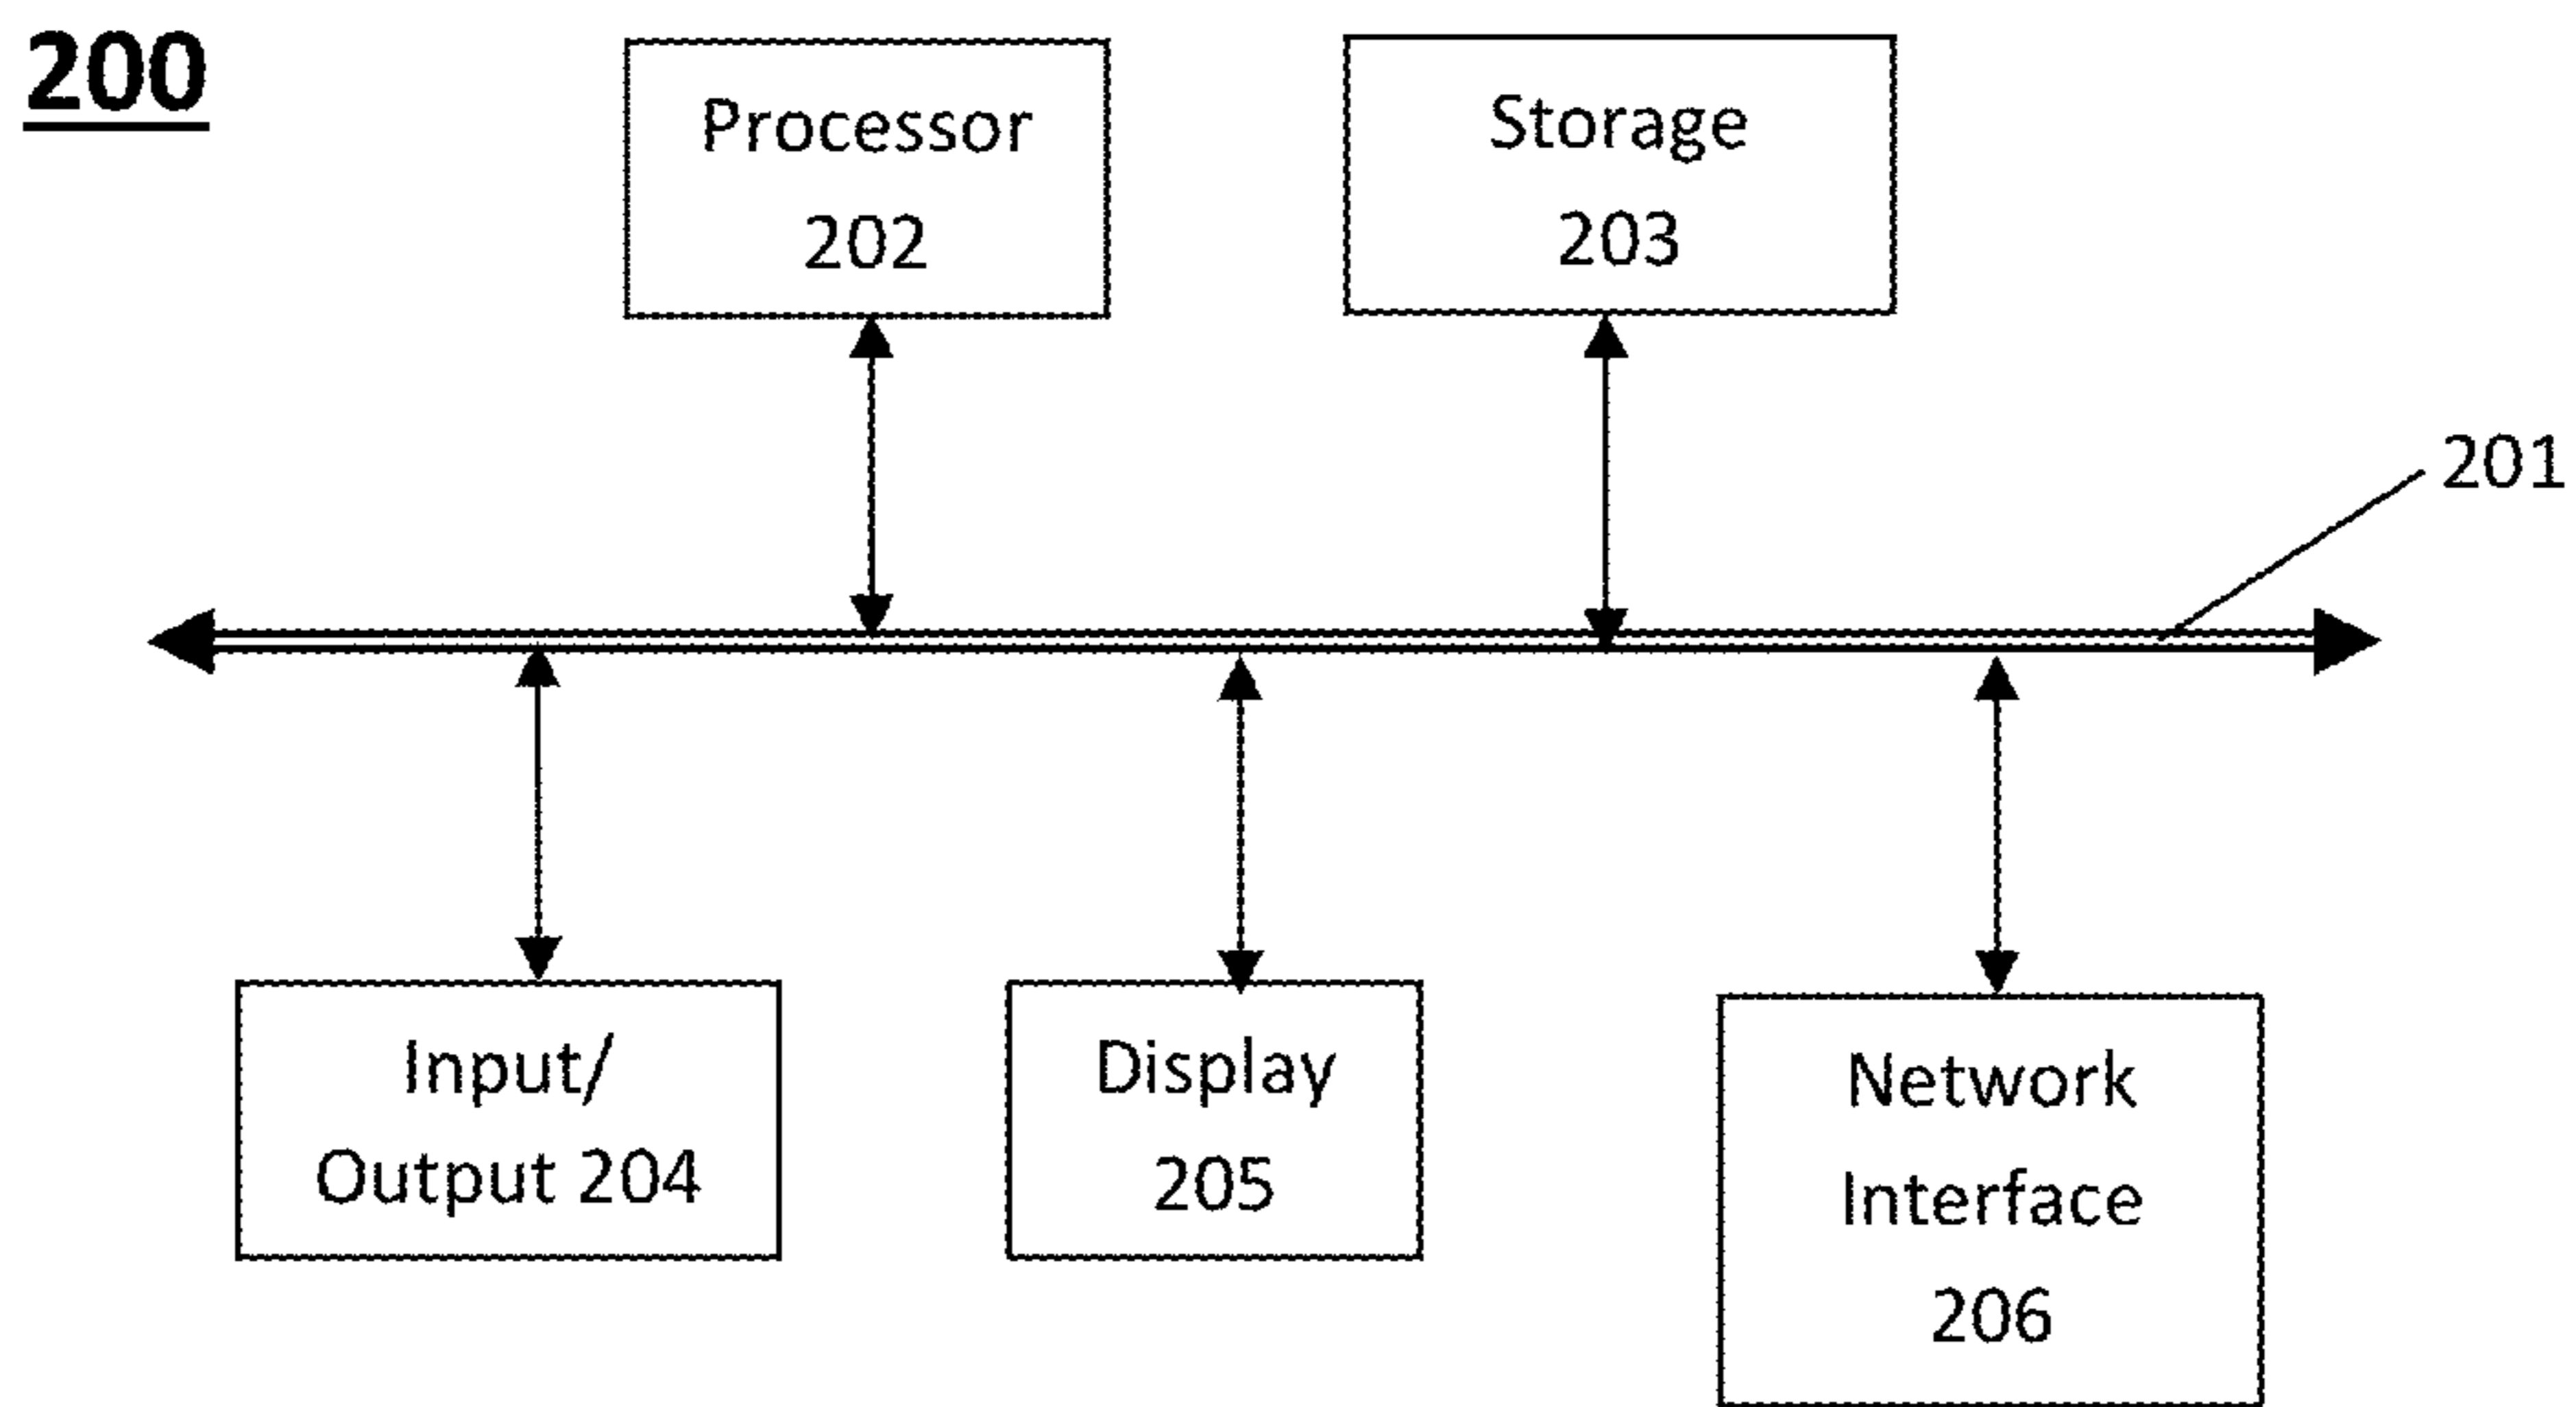 200
Processor
202
Storage
203
201
Input/
Output 204
Display
205
Network
Interface
206